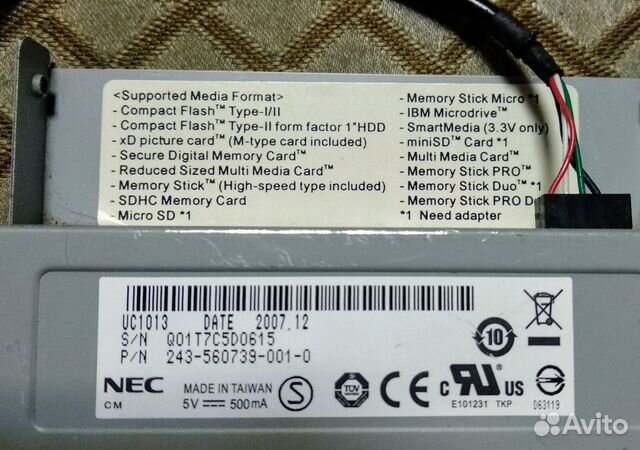 <Supported Media Format>
- Compact Flash™ Type-I/II
- Compact Flash™ Type-II form factor 1"HDD
- xD picture card™ (M-type card included)
- Secure Digital Memory Card™
- Reduced Sized Multi Media Card™
- Memory Stick™ (High-speed type included)
- SDHC Memory Card
- Micro SD *1
- Memory Stick Micro *1
- IBM Microdrive™
- SmartMedia (3.3V only)
- miniSD™ Card *1
- Multi Media Card™
- Memory Stick PRO™
- Memory Stick Duo™ *1
- Memory Stick PRO D
*1 Need adapter
UC1013 DATE 2007.12
S/N Q01T7C5D0615
P/N 243-560739-001-0
10
NEC
CM
MADE IN TAIWAN
5V 500mA
S
TÜV
CE
c RU US
E101231 TKP
D63119
Avito